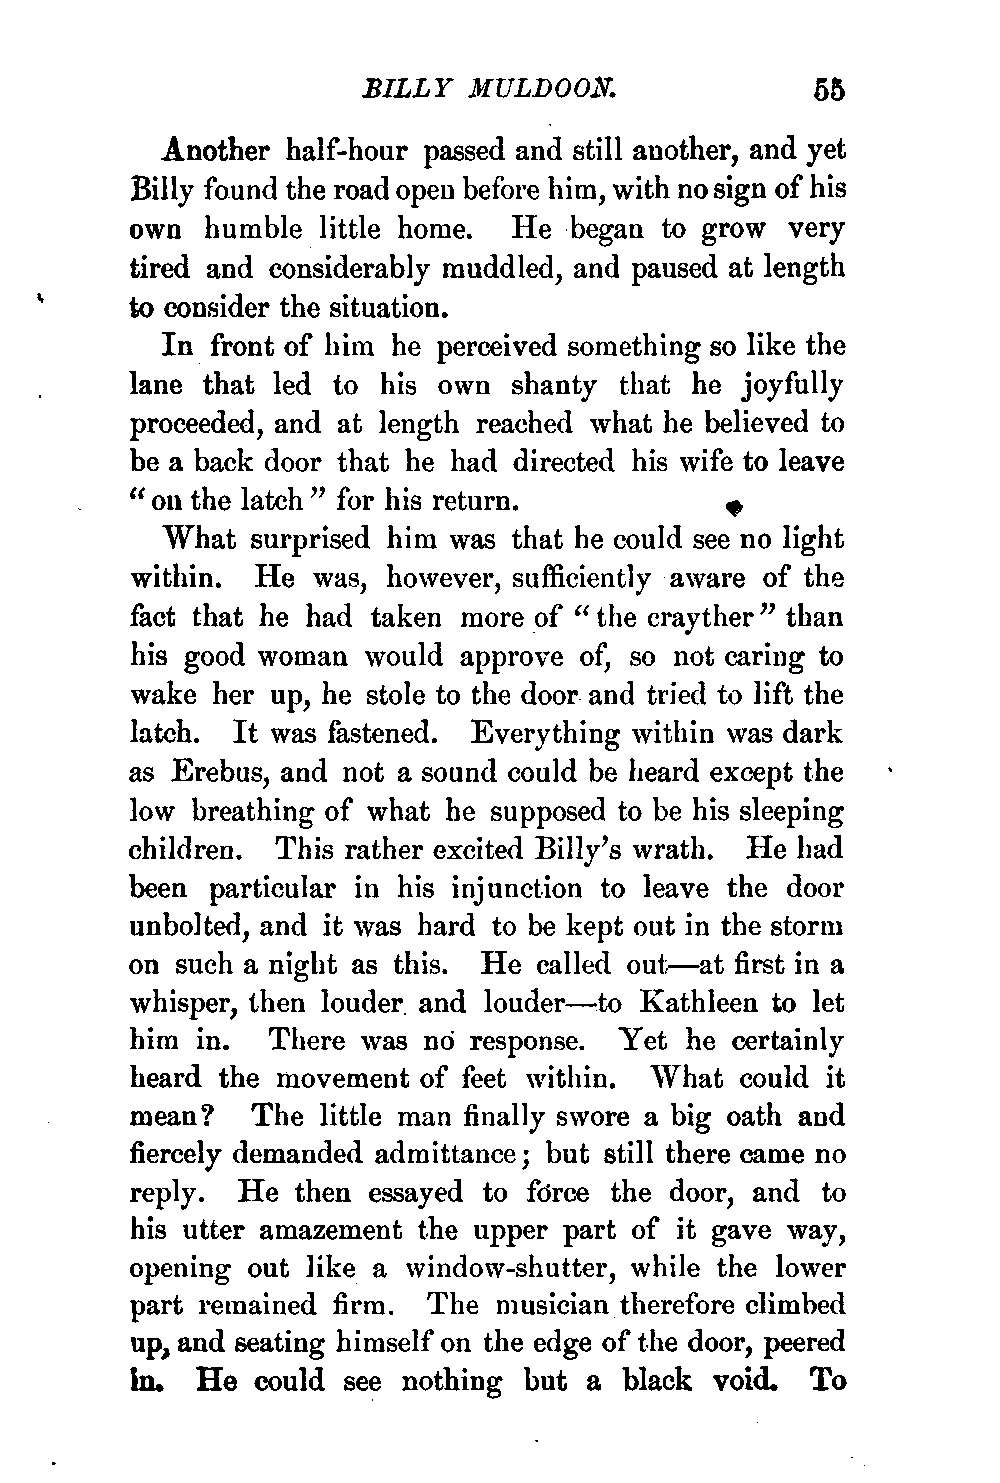 BILLY MULDOON. 55
Another half-hour passed and still another, and yet
Billy found the road open before him, with no sign of his
own humble little home. He began to grow very
tired and considerably muddled, and paused at length
to consider the situation.
In front of him he perceived something so like the
lane that led to his own shanty that he joyfully
proceeded, and at length reached what he believed to
be a back door that he had directed his wife to leave
“on the latch” for his return.
What surprised him was that he could see no light
within. He was, however, sufficiently aware of the
fact that he had taken more of “the crayther” than
his good woman would approve of, so not caring to
wake her up, he stole to the door and tried to lift the
latch. It was fastened. Everything within was dark
as Erebus, and not a sound could be heard except the
low breathing of what he supposed to be his sleeping
children. This rather excited Billy’s wrath. He had
been particular in his injunction to leave the door
unbolted, and it was hard to be kept out in the storm
on such a night as this. He called out—at first in a
whisper, then louder and louder—to Kathleen to let
him in. There was no response. Yet he certainly
heard the movement of feet within. What could it
mean? The little man finally swore a big oath and
fiercely demanded admittance; but still there came no
reply. He then essayed to force the door, and to
his utter amazement the upper part of it gave way,
opening out like a window-shutter, while the lower
part remained firm. The musician therefore climbed
up, and seating himself on the edge of the door, peered
in. He could see nothing but a black void. To